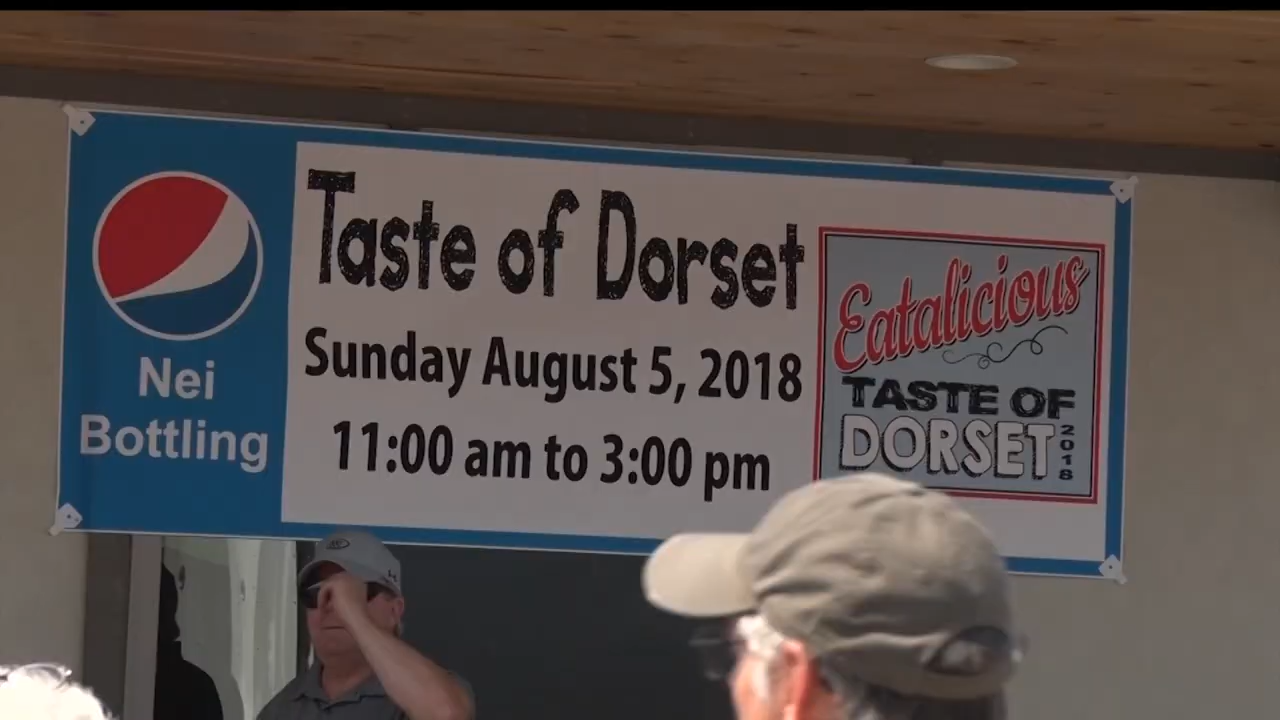 Nei
Bottling
Taste of Dorset
Sunday August 5, 2018
11:00 am to 3:00 pm
Eatalicious
TASTE OF
DORSET
2018